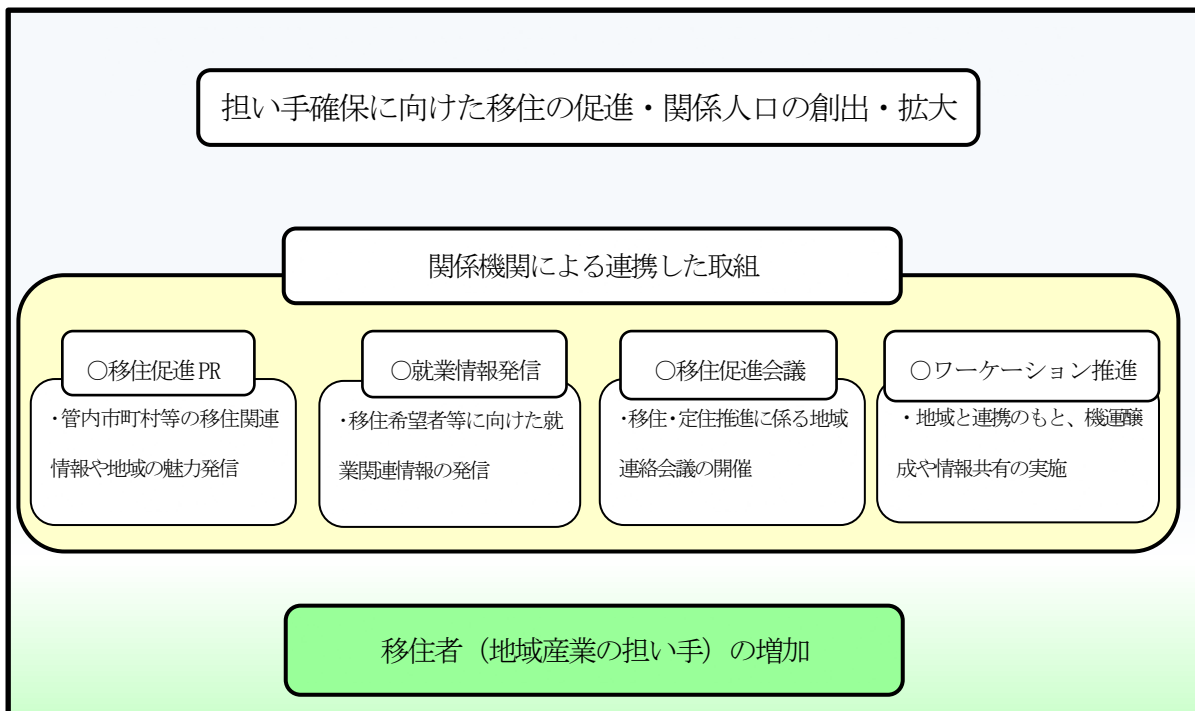 担い手確保に向けた移住の促進・関係人口の創出・拡大
関係機関による連携した取組
○移住促進PR
・管内市町村等の移住関連
情報や地域の魅力発信
○就業情報発信
・移住希望者等に向けた就
業関連情報の発信
○移住促進会議
・移住・定住推進に係る地域
連絡会議の開催
○ワーケーション推進
・地域と連携のもと、機運醸
成や情報共有の実施
移住者（地域産業の担い手）の増加